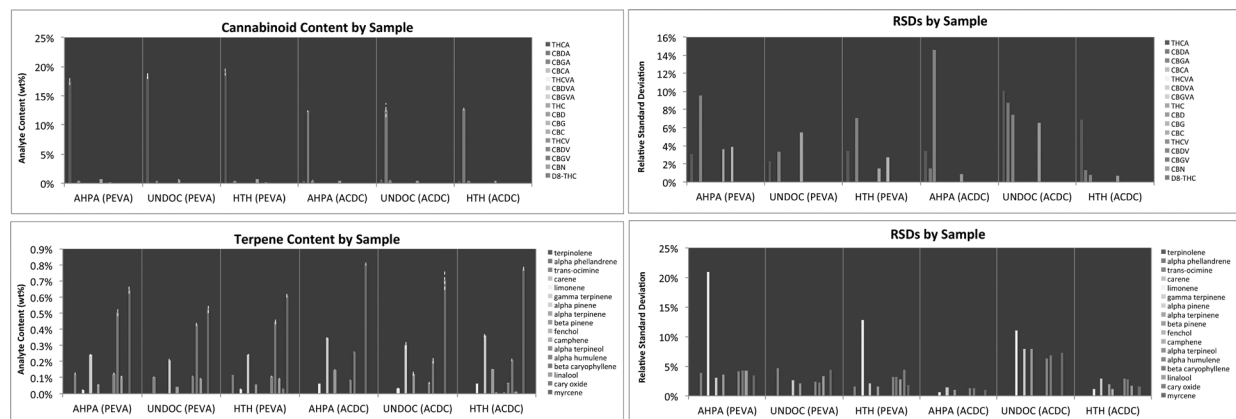 Cannabinoid Content by Sample
Analyte Content (wt%)
25%
20%
15%
10%
5%
0%
AHPA (PEVA) UNDOC (PEVA) HTH (PEVA) AHPA (ACDC) UNDOC (ACDC) HTH (ACDC)
THCA
CBDA
CBGA
CBCA
THCVA
CBDVA
CBGVA
THC
CBD
CBG
CBC
THCV
CBDV
CBGV
CBN
D8-THC
RSDs by Sample
Relative Standard Deviation
16%
14%
12%
10%
8%
6%
4%
2%
0%
AHPA (PEVA) UNDOC (PEVA) HTH (PEVA) AHPA (ACDC) UNDOC (ACDC) HTH (ACDC)
THCA
CBDA
CBGA
CBCA
THCVA
CBDVA
CBGVA
THC
CBD
CBG
CBC
THCV
CBDV
CBGV
CBN
D8-THC
Terpene Content by Sample
Analyte Content (wt%)
0.9%
0.8%
0.7%
0.6%
0.5%
0.4%
0.3%
0.2%
0.1%
0.0%
AHPA (PEVA) UNDOC (PEVA) HTH (PEVA) AHPA (ACDC) UNDOC (ACDC) HTH (ACDC)
terpinolene
alpha phellandrene
trans-ocimine
carene
limonene
gamma terpinene
alpha pinene
alpha terpinene
beta pinene
fenchol
camphene
alpha terpineol
alpha humulene
beta caryophyllene
linalool
cary oxide
myrcene
RSDs by Sample
Relative Standard Deviation
25%
20%
15%
10%
5%
0%
AHPA (PEVA) UNDOC (PEVA) HTH (PEVA) AHPA (ACDC) UNDOC (ACDC) HTH (ACDC)
terpinolene
alpha phellandrene
trans-ocimine
carene
limonene
gamma terpinene
alpha pinene
alpha terpinene
beta pinene
fenchol
camphene
alpha terpineol
alpha humulene
beta caryophyllene
linalool
cary oxide
myrcene